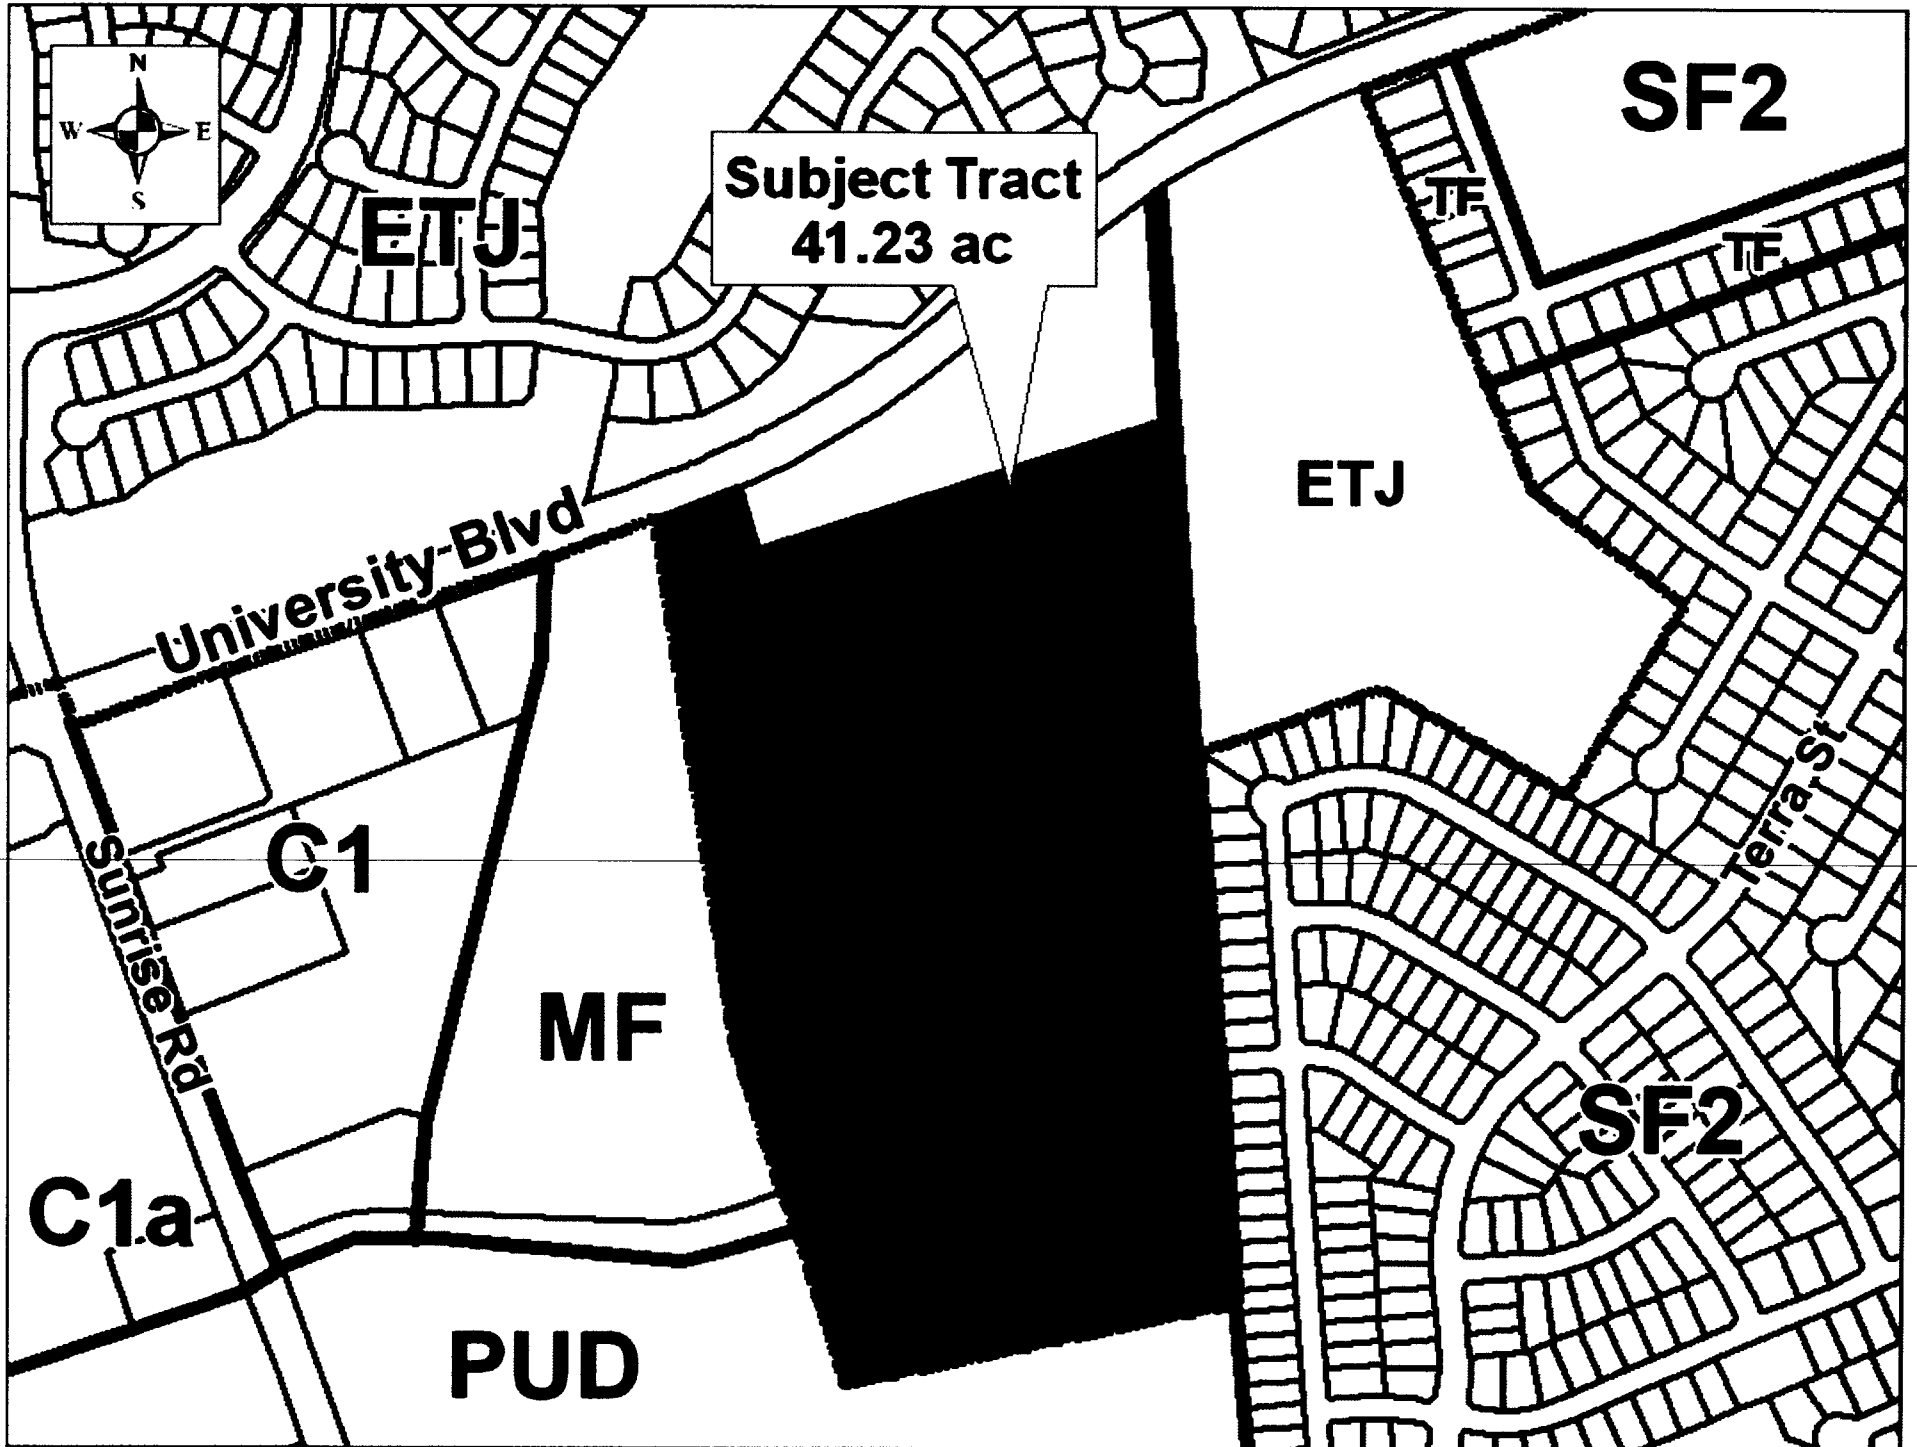 N
W E
S
SF2
Subject Tract
41.23 ac
TF
ETJ
TF
ETJ
University Blvd
Terra St
C1
Sunrise Rd
MF
SF2
C1a
PUD